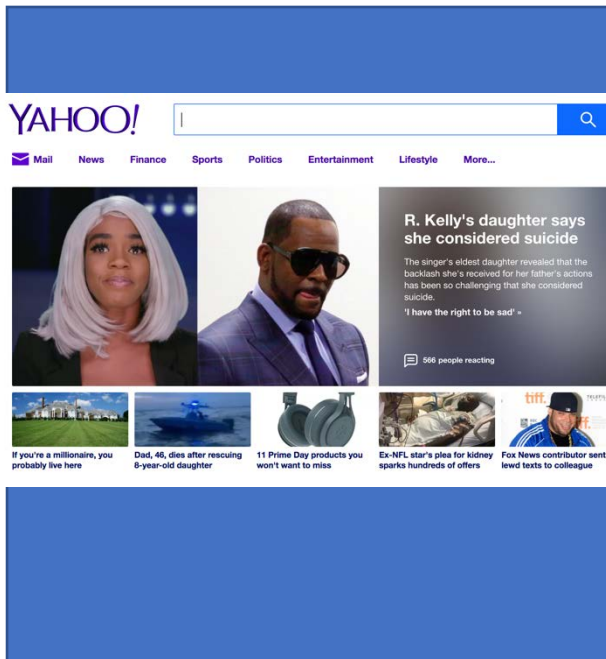 YAHOO!
Mail News Finance Sports Politics Entertainment Lifestyle More...
R. Kelly's daughter says
she considered suicide
The singer's eldest daughter revealed that the
backlash she's received for her father's actions
has been so challenging that she considered
suicide.
'I have the right to be sad' »
566 people reacting
tiff.
If you're a millionaire, you
probably live here
Dad, 46, dies after rescuing
8-year-old daughter
11 Prime Day products you
won't want to miss
Ex-NFL star's plea for kidney
sparks hundreds of offers
Fox News contributor sent
lewd texts to colleague